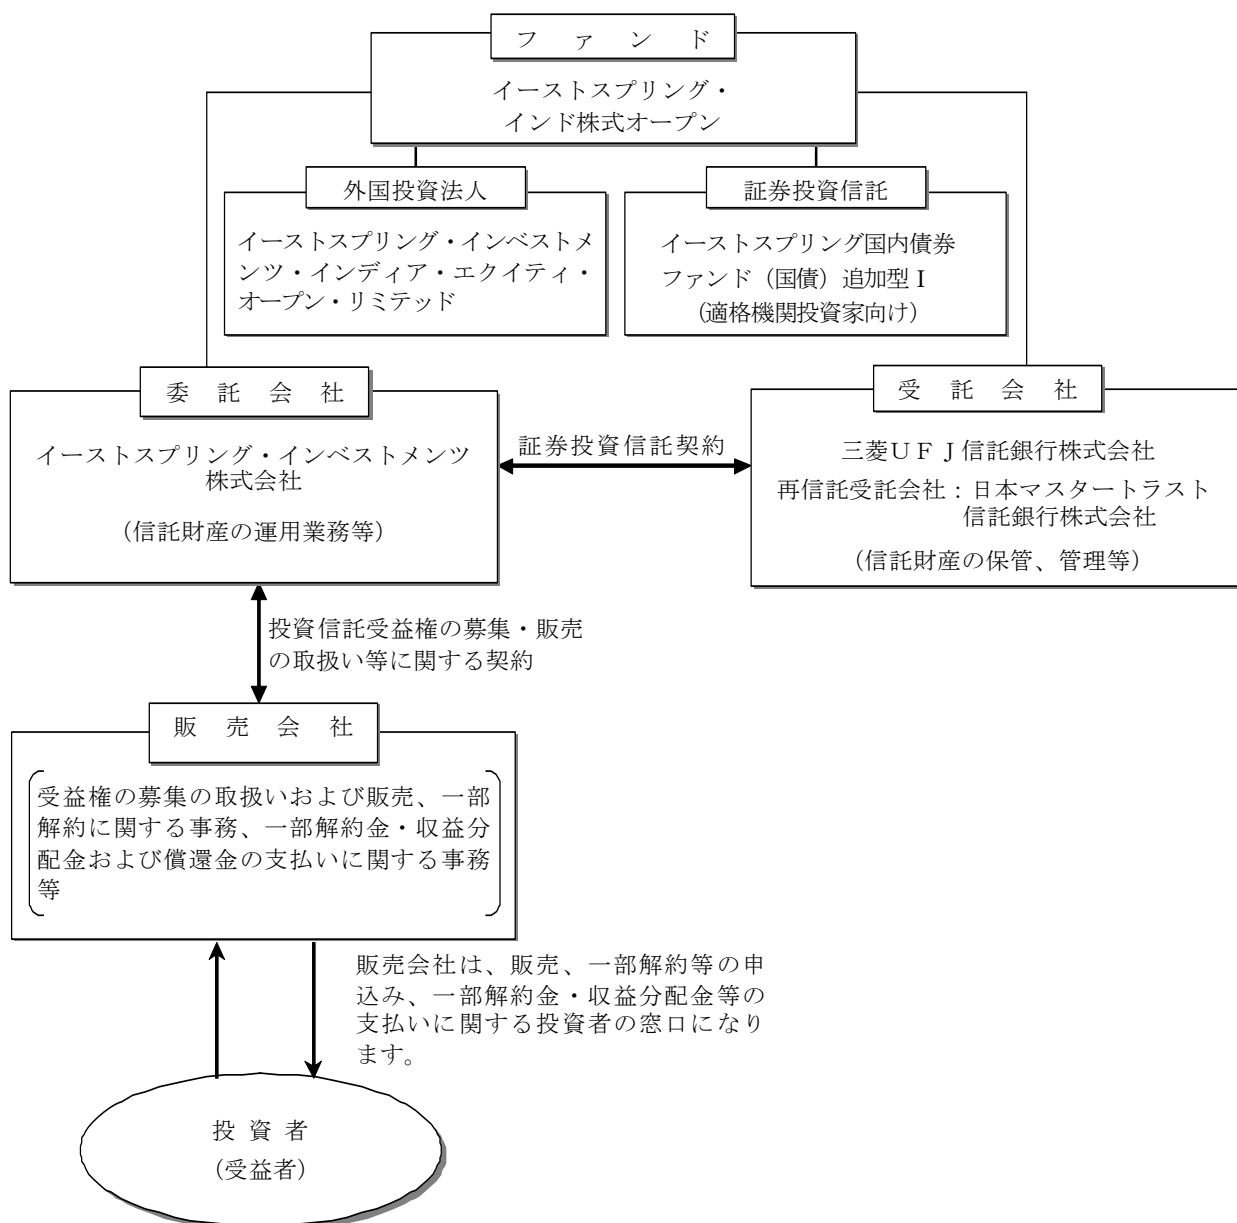 ファンド
イーストスプリング・
インド株式オープン
外国投資法人
イーストスプリング・インベストメ
ンツ・インディア・エクイティ・
オープン・リミテッド
証券投資信託
イーストスプリング国内債券
ファンド（国債）追加型Ⅰ
（適格機関投資家向け）
委託会社
イーストスプリング・インベストメンツ
株式会社
（信託財産の運用業務等）
証券投資信託契約
受託会社
三菱ＵＦＪ信託銀行株式会社
再信託受託会社：日本マスタートラスト
信託銀行株式会社
（信託財産の保管、管理等）
投資信託受益権の募集・販売
の取扱い等に関する契約
販売会社
受益権の募集の取扱いおよび販売、一部
解約に関する事務、一部解約金・収益分
配金および償還金の支払いに関する事務
等
販売会社は、販売、一部解約等の申
込み、一部解約金・収益分配金等の
支払いに関する投資者の窓口になり
ます。
投資者
（受益者）